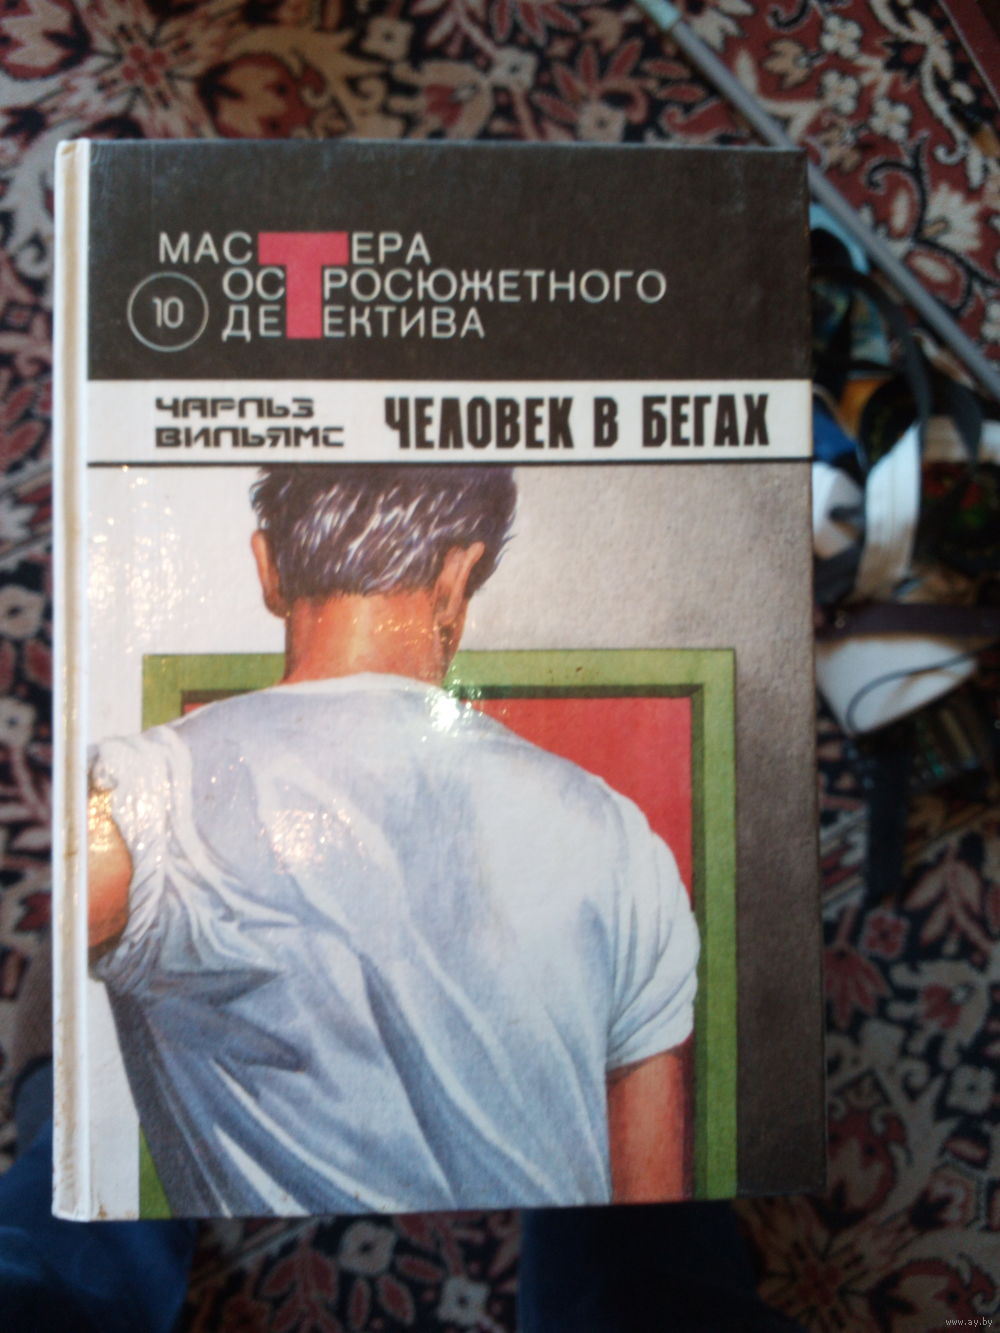 МАСТЕРА
ОСТРОСЮЖЕТНОГО
10
ДЕТЕКТИВА
ЧАРЛЬЗ
ВИЛЬЯМС
ЧЕЛОВЕК В БЕГАХ
www.ay.by